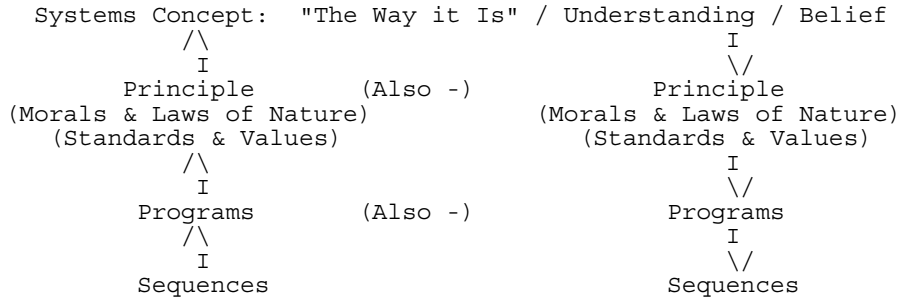 Systems Concept:  "The Way it Is" / Understanding / Belief
/\                                  I
I                                  \/
Principle       (Also -)            Principle
(Morals & Laws of Nature)           (Morals & Laws of Nature)
(Standards & Values)                (Standards & Values)
/\                                  I
I                                  \/
Programs        (Also -)            Programs
/\                                  I
I                                  \/
Sequences                           Sequences